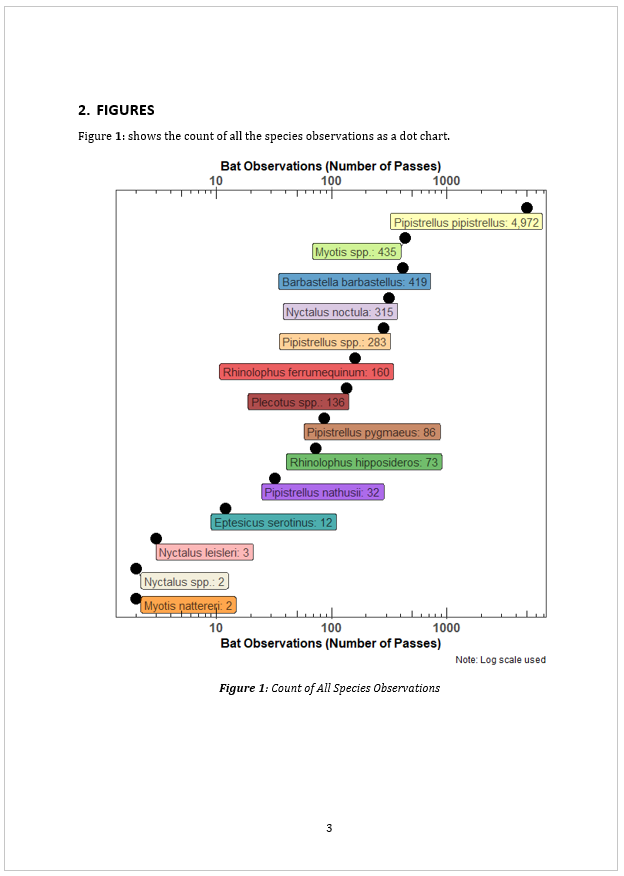 2. FIGURES
Figure 1: shows the count of all the species observations as a dot chart.
Bat Observations (Number of Passes)
10 100 1000
Pipistrellus pipistrellus: 4,972
Myotis spp.: 435
Barbastella barbastellus: 419
Nyctalus noctula: 315
Pipistrellus spp.: 283
Rhinolophus ferrumequinum: 160
Plecotus spp.: 136
Pipistrellus pygmaeus: 86
Rhinolophus hipposideros: 73
Pipistrellus nathusii: 32
Eptesicus serotinus: 12
Nyctalus leisleri: 3
Nyctalus spp.: 2
Myotis nattereri: 2
10 100 1000
Bat Observations (Number of Passes)
Note: Log scale used
Figure 1: Count of All Species Observations
3